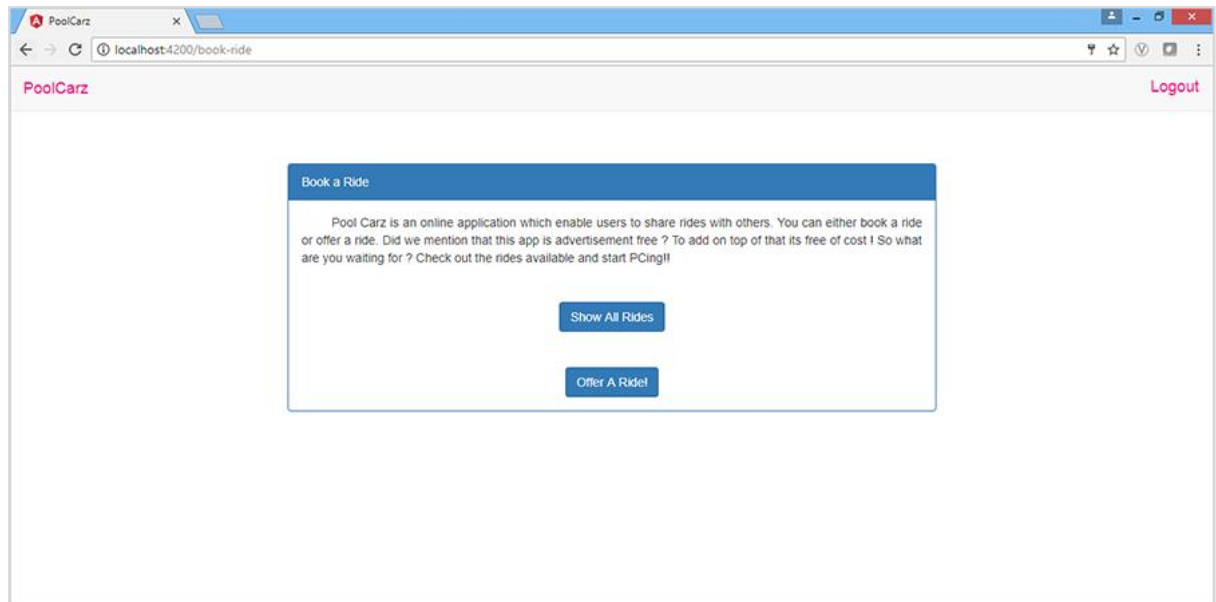 PoolCarz
localhost:4200/book-ride
PoolCarz
Logout
Book a Ride
Pool Carz is an online application which enable users to share rides with others. You can either book a ride
or offer a ride. Did we mention that this app is advertisement free ? To add on top of that its free of cost ! So what
are you waiting for ? Check out the rides available and start PCing!!
Show All Rides
Offer A Ride!